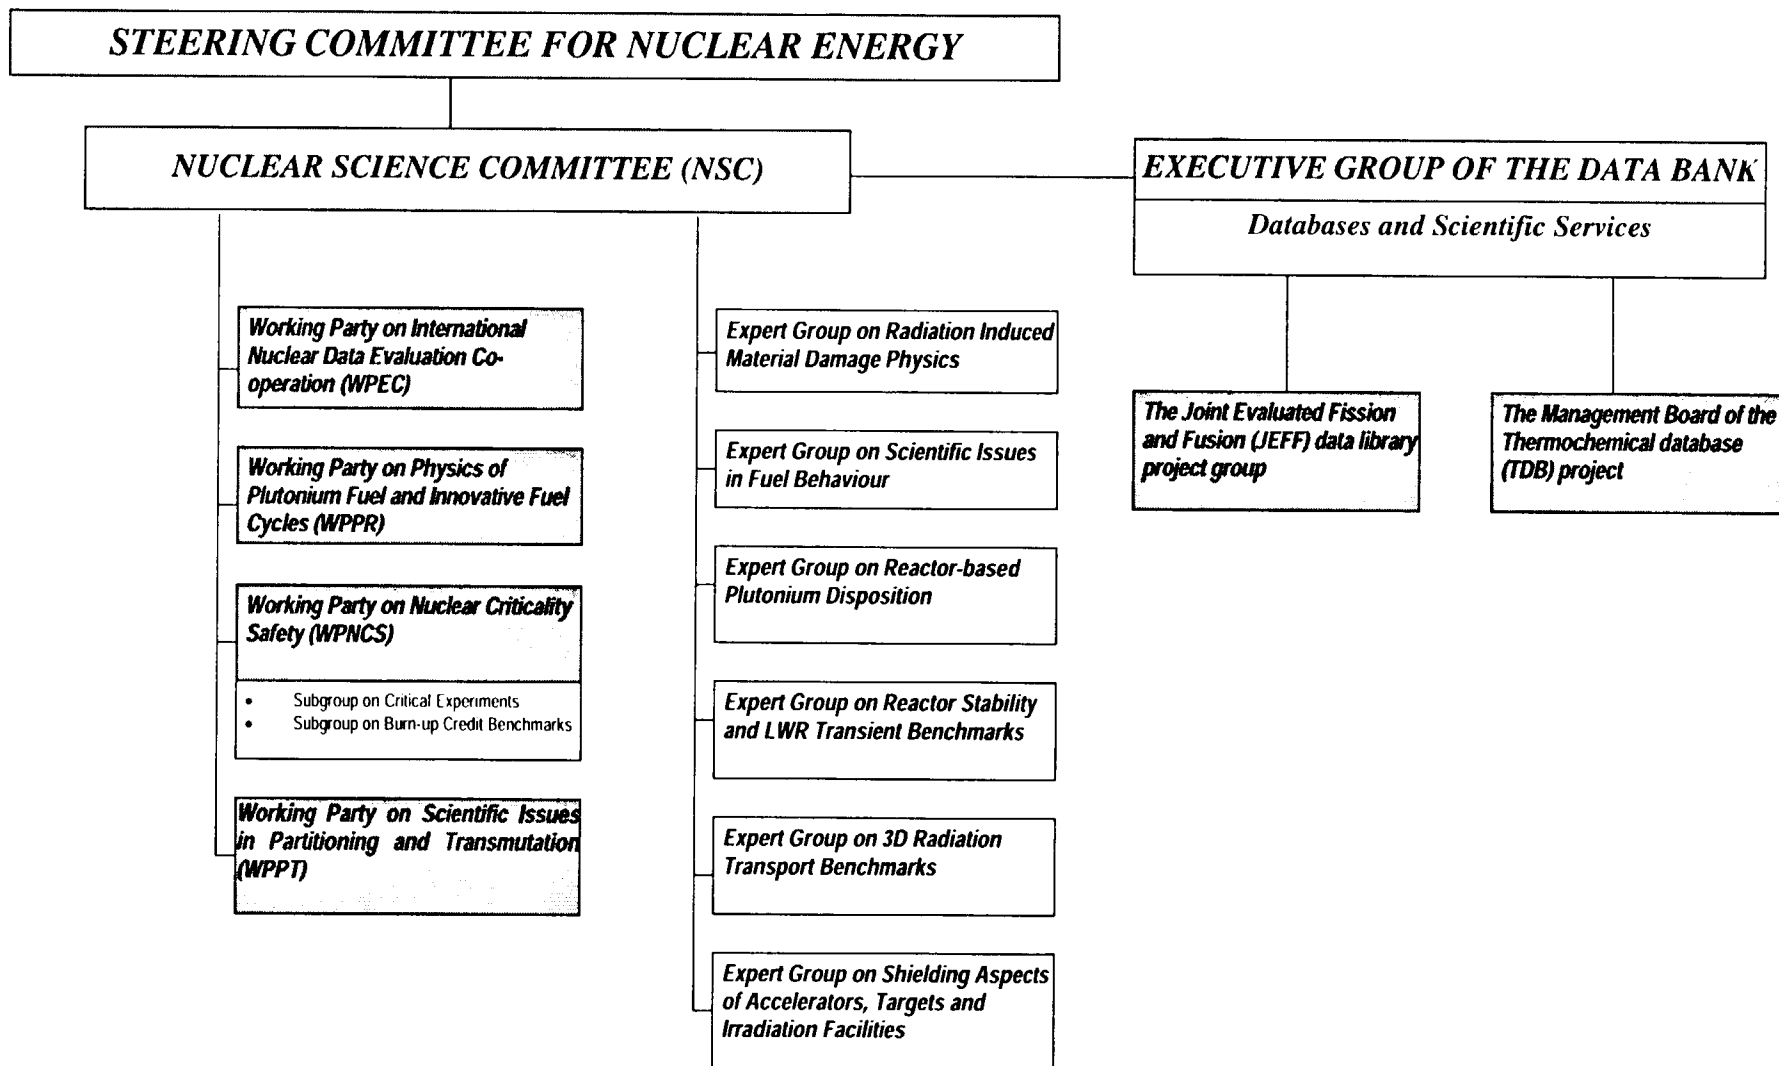 STEERING COMMITTEE FOR NUCLEAR ENERGY
NUCLEAR SCIENCE COMMITTEE (NSC)
EXECUTIVE GROUP OF THE DATA BANK
Databases and Scientific Services
Working Party on International
Nuclear Data Evaluation Co-
operation (WPEC)
Working Party on Physics of
Plutonium Fuel and Innovative Fuel
Cycles (WPPR)
Working Party on Nuclear Criticality
Safety (WPNCS)
• Subgroup on Critical Experiments
• Subgroup on Burn-up Credit Benchmarks
Working Party on Scientific Issues
in Partitioning and Transmutation
(WPPT)
Expert Group on Radiation Induced
Material Damage Physics
Expert Group on Scientific Issues
in Fuel Behaviour
Expert Group on Reactor-based
Plutonium Disposition
Expert Group on Reactor Stability
and LWR Transient Benchmarks
Expert Group on 3D Radiation
Transport Benchmarks
Expert Group on Shielding Aspects
of Accelerators, Targets and
Irradiation Facilities
The Joint Evaluated Fission
and Fusion (JEFF) data library
project group
The Management Board of the
Thermochemical database
(TDB) project